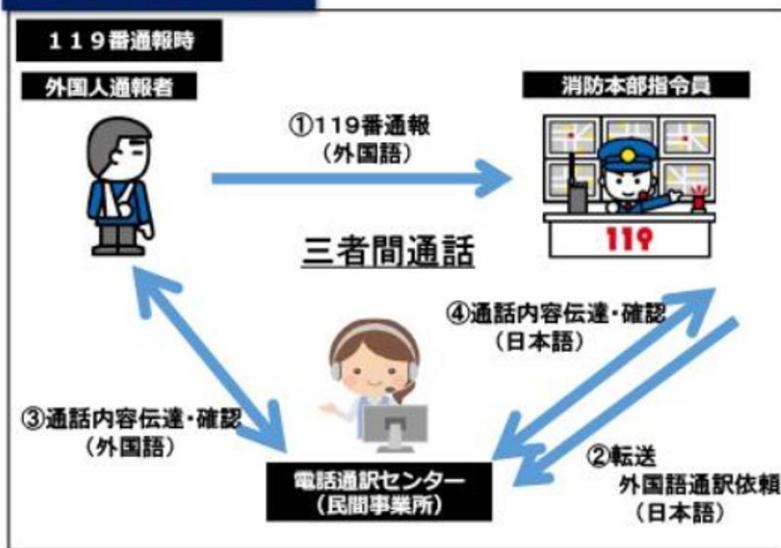 119番通報時
外国人通報者
消防本部指令員
①119番通報
(外国語)
119
三者間通話
④通話内容伝達・確認
(日本語)
③通話内容伝達・確認
(外国語)
②転送
外国語通訳依頼
(日本語)
電話通訳センター
(民間事業所)